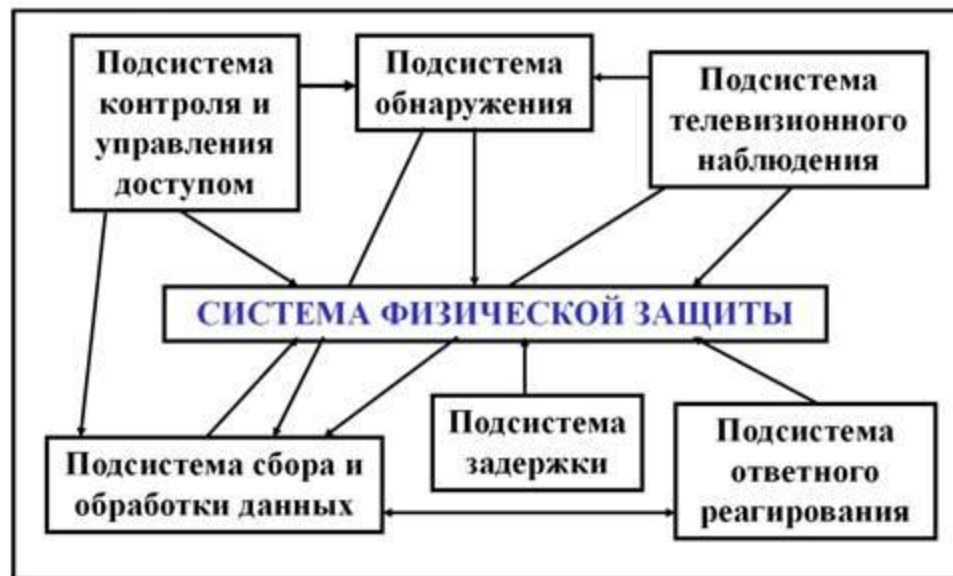 Подсистема
контроля и
управления
доступом
Подсистема
обнаружения
Подсистема
телевизионного
наблюдения
СИСТЕМА ФИЗИЧЕСКОЙ ЗАЩИТЫ
Подсистема сбора и
обработки данных
Подсистема
задержки
Подсистема
ответного
реагирования